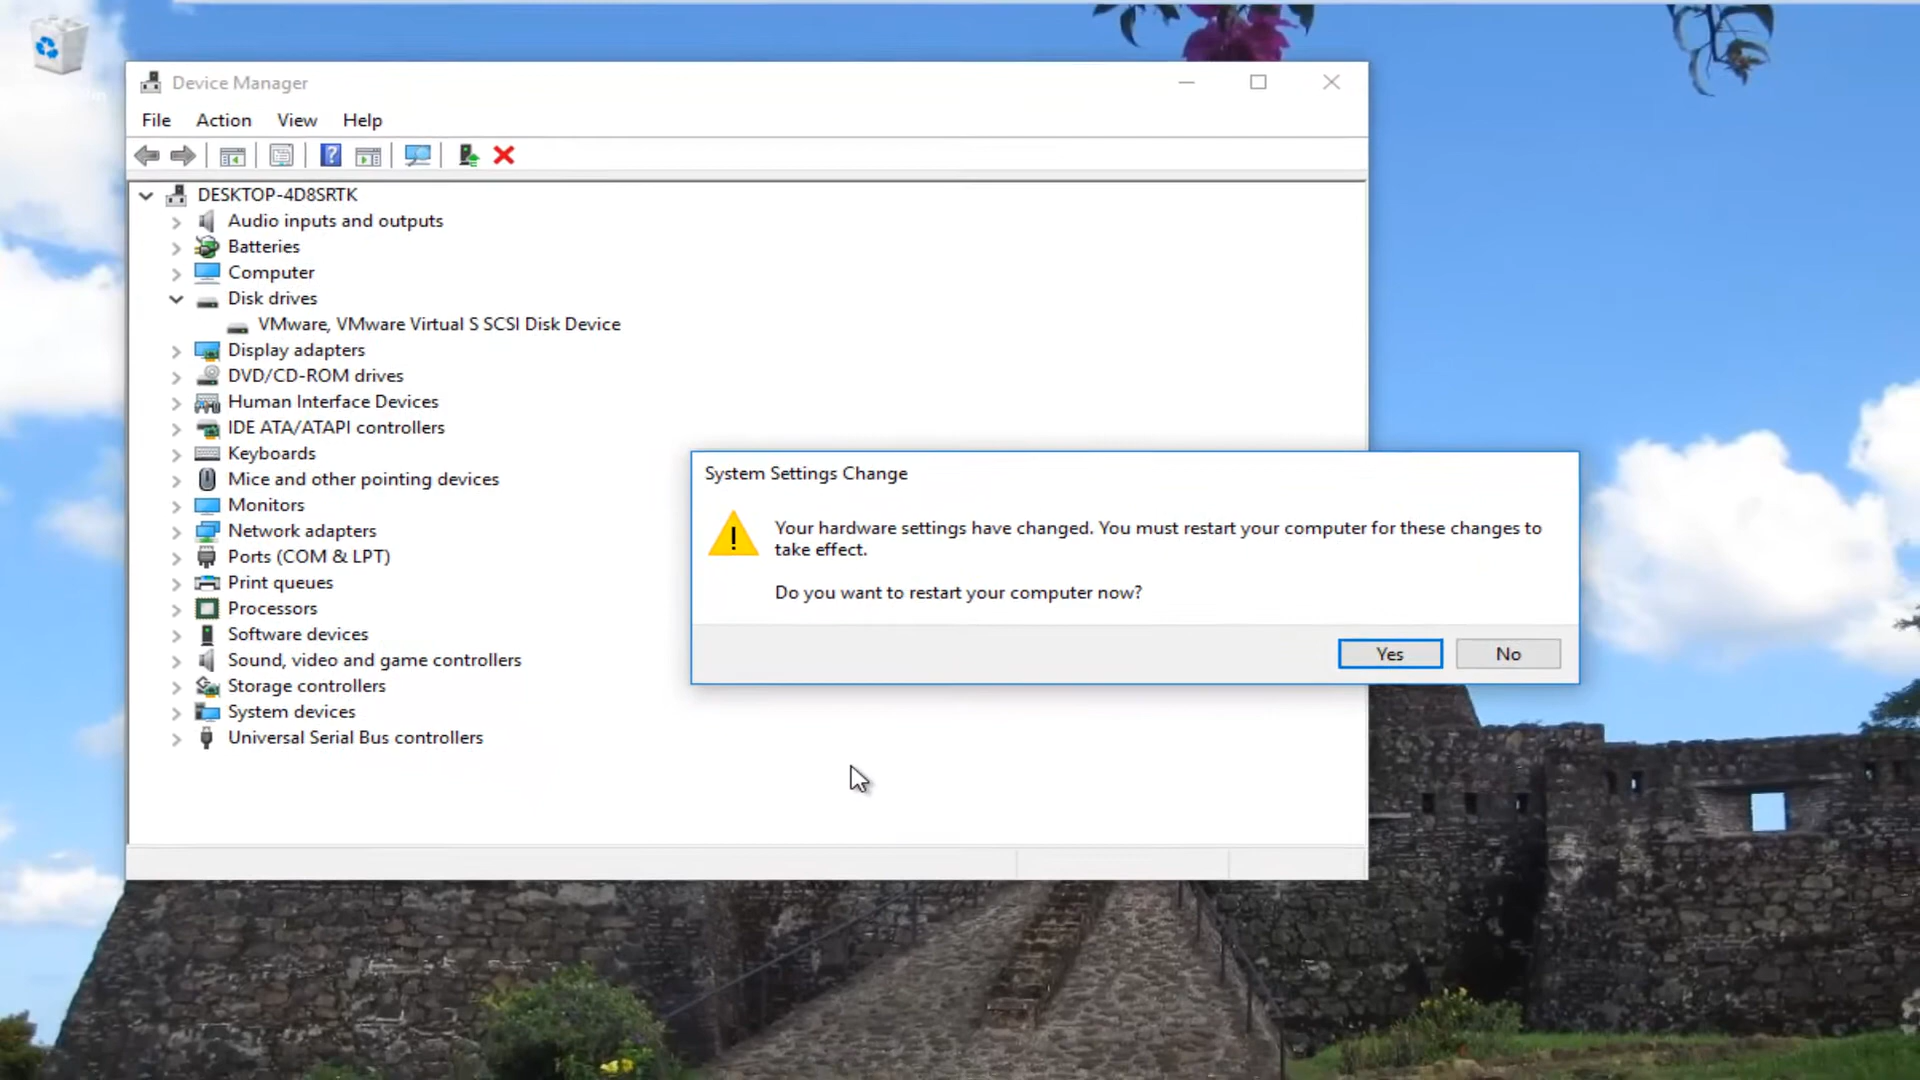 Device Manager
File Action View Help
DESKTOP-4D8SRTK
Audio inputs and outputs
Batteries
Computer
Disk drives
VMware, VMware Virtual S SCSI Disk Device
Display adapters
DVD/CD-ROM drives
Human Interface Devices
IDE ATA/ATAPI controllers
Keyboards
Mice and other pointing devices
Monitors
Network adapters
Ports (COM & LPT)
Print queues
Processors
Software devices
Sound, video and game controllers
Storage controllers
System devices
Universal Serial Bus controllers
System Settings Change
Your hardware settings have changed. You must restart your computer for these changes to
take effect.
Do you want to restart your computer now?
Yes No